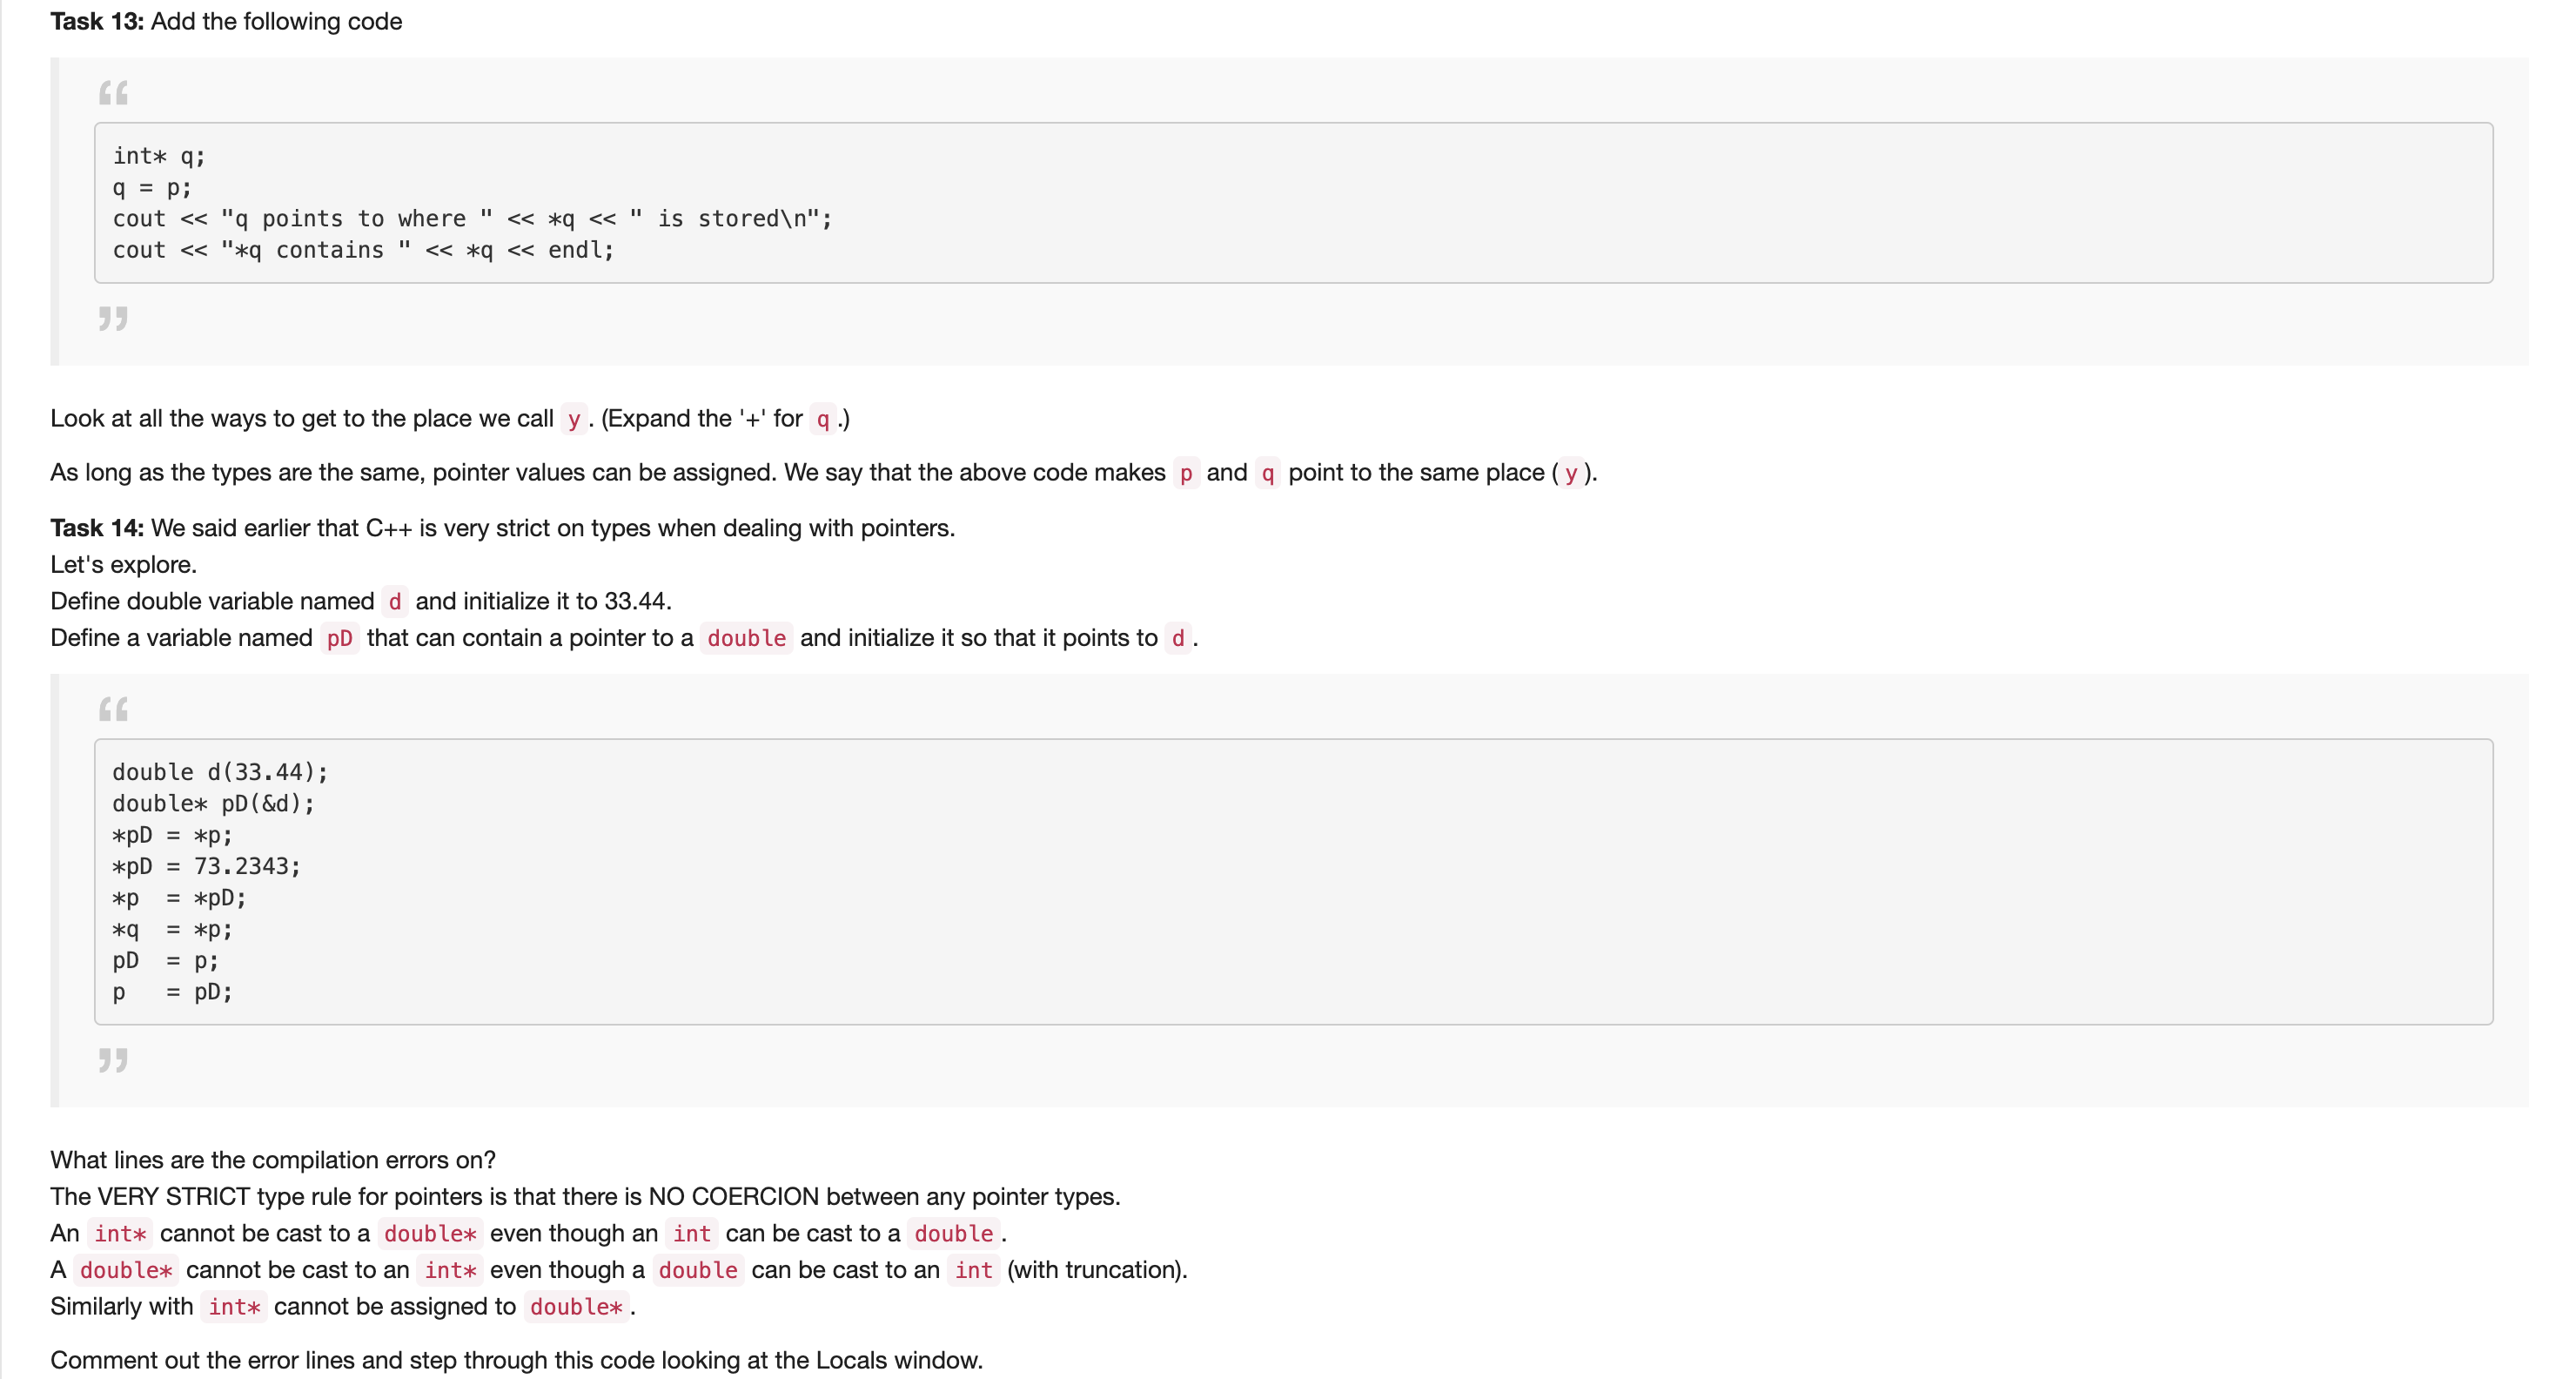 Task 13: Add the following code
“
int* q;
q = p;
cout << "q points to where " << *q << " is stored\n";
cout << "*q contains " << *q << endl;
”
Look at all the ways to get to the place we call y. (Expand the '+' for q.)
As long as the types are the same, pointer values can be assigned. We say that the above code makes p and q point to the same place (y).
Task 14: We said earlier that C++ is very strict on types when dealing with pointers.
Let's explore.
Define double variable named d and initialize it to 33.44.
Define a variable named pD that can contain a pointer to a double and initialize it so that it points to d.
“
double d(33.44);
double* pD(&d);
*pD = *p;
*pD = 73.2343;
*p  = *pD;
*q  = *p;
pD  = p;
p   = pD;
”
What lines are the compilation errors on?
The VERY STRICT type rule for pointers is that there is NO COERCION between any pointer types.
An int* cannot be cast to a double* even though an int can be cast to a double.
A double* cannot be cast to an int* even though a double can be cast to an int (with truncation).
Similarly with int* cannot be assigned to double*.
Comment out the error lines and step through this code looking at the Locals window.